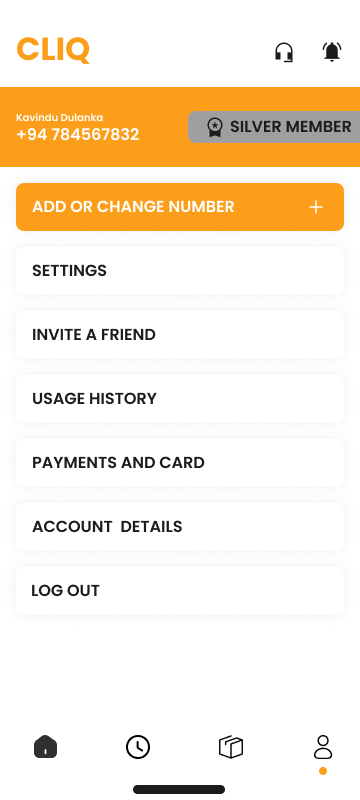 CLIQ
Kavindu Dulanka
+94 784567832
SILVER MEMBER
ADD OR CHANGE NUMBER
SETTINGS
INVITE A FRIEND
USAGE HISTORY
PAYMENTS AND CARD
ACCOUNT  DETAILS
LOG OUT